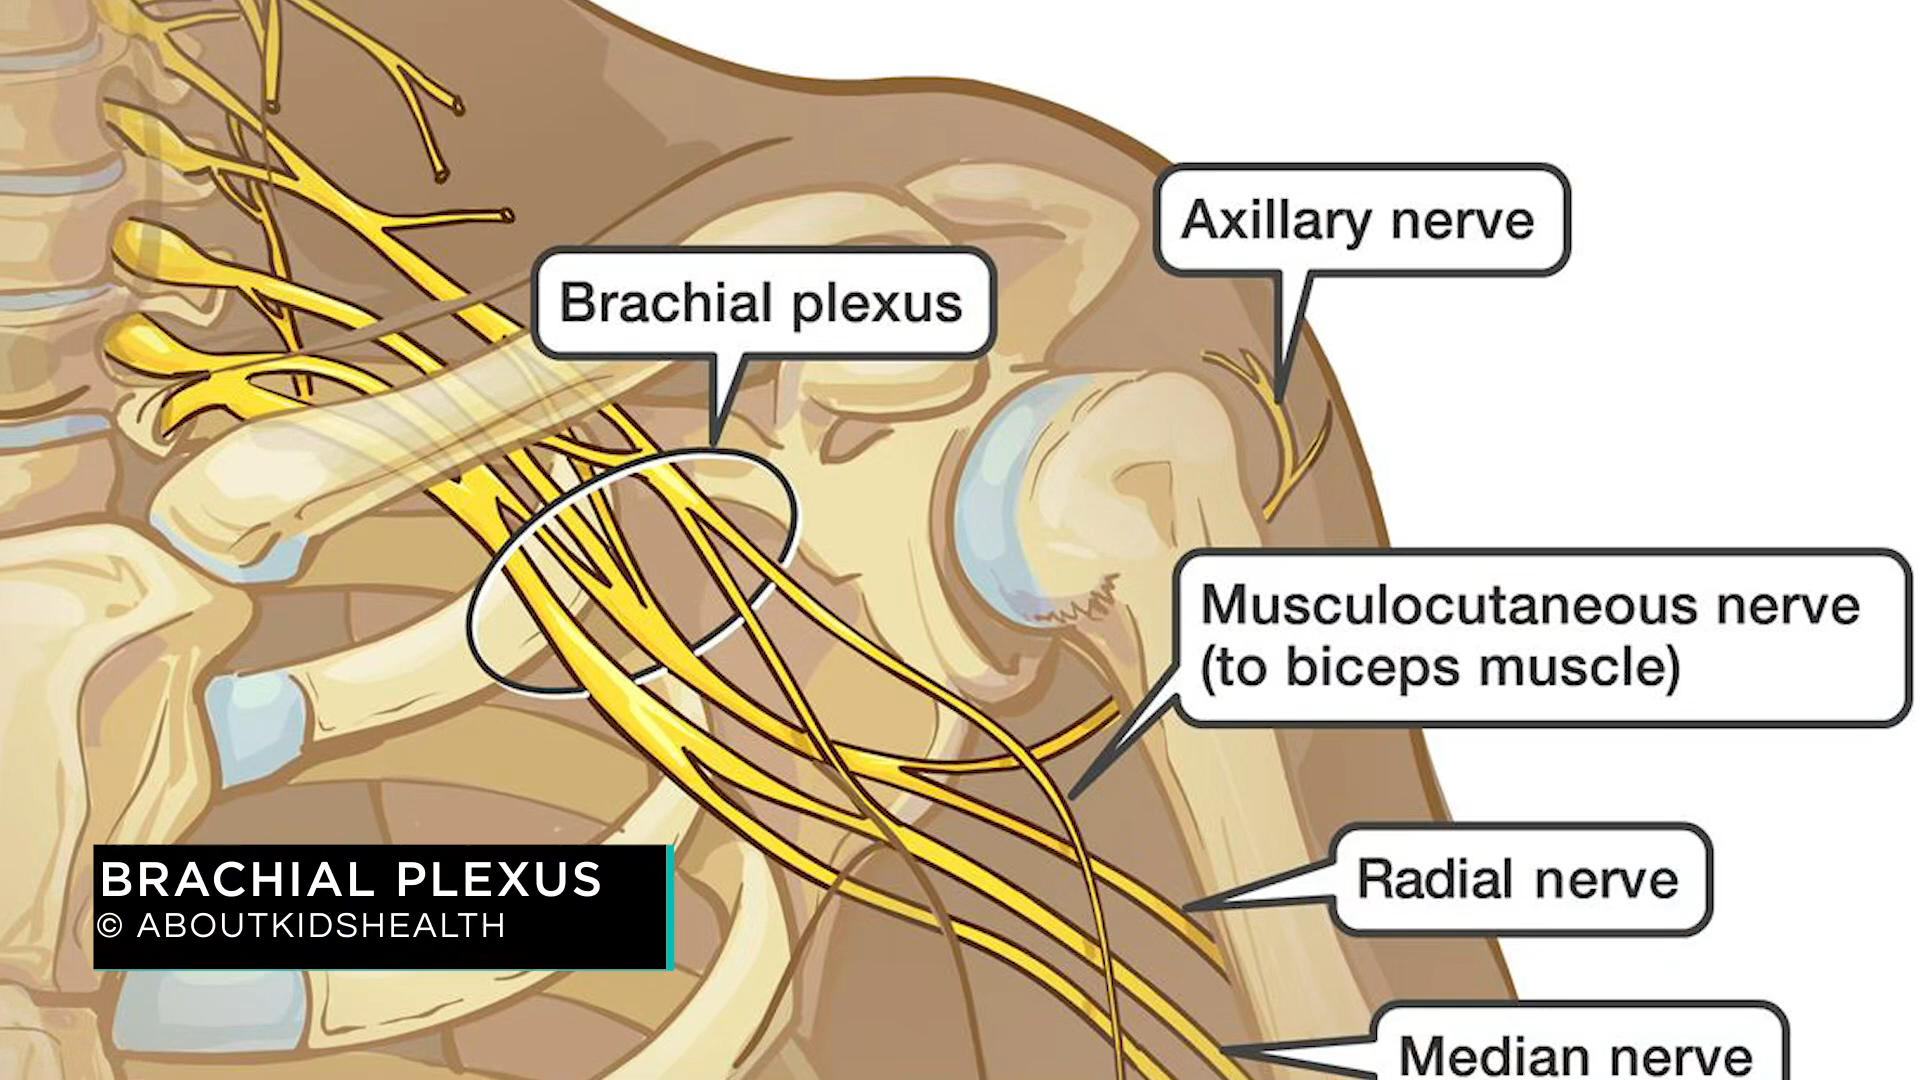 Axillary nerve
Brachial plexus
Musculocutaneous nerve
(to biceps muscle)
Radial nerve
BRACHIAL PLEXUS
© ABOUTKIDSHEALTH
Median nerve